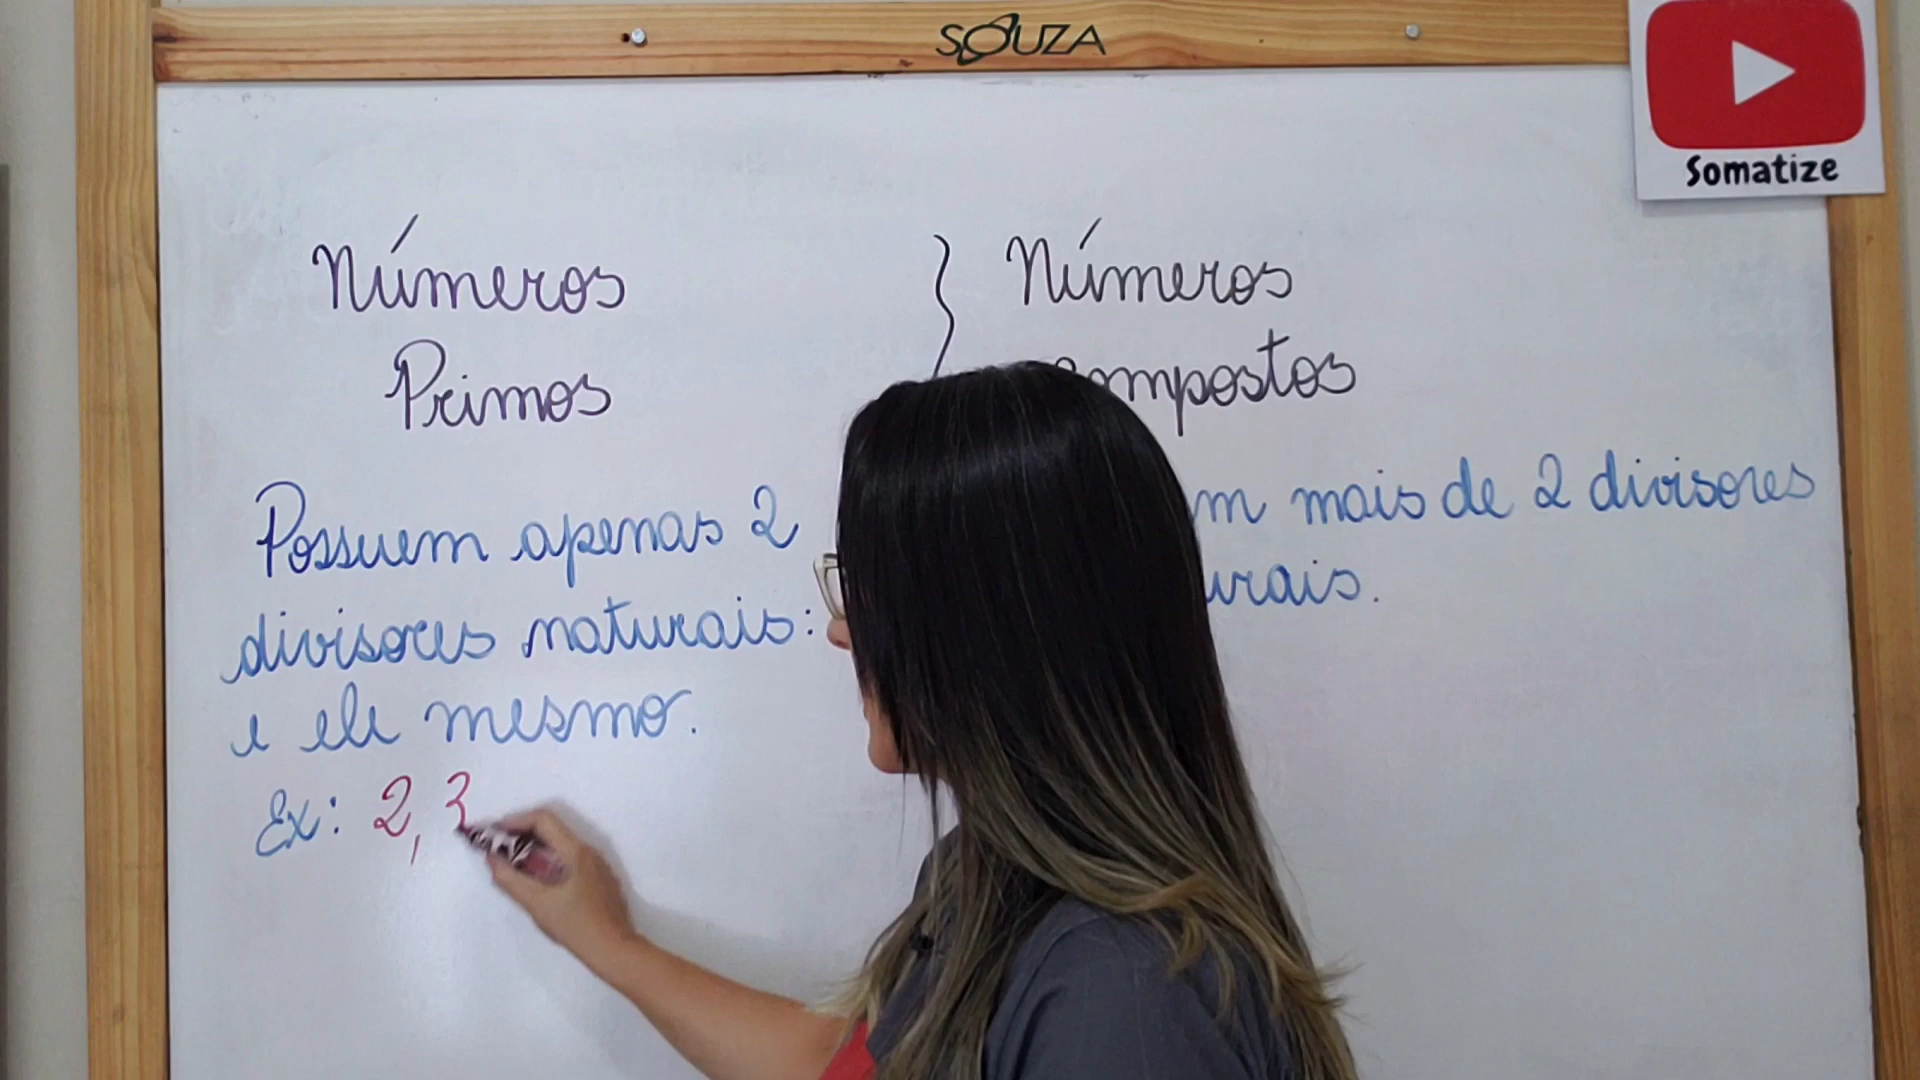 SOUZA
Somatize
Números
Primos
Possuem apenas 2
divisores naturais:
e ele mesmo.
Ex: 2, 3
Números
compostos
mais de 2 divisores